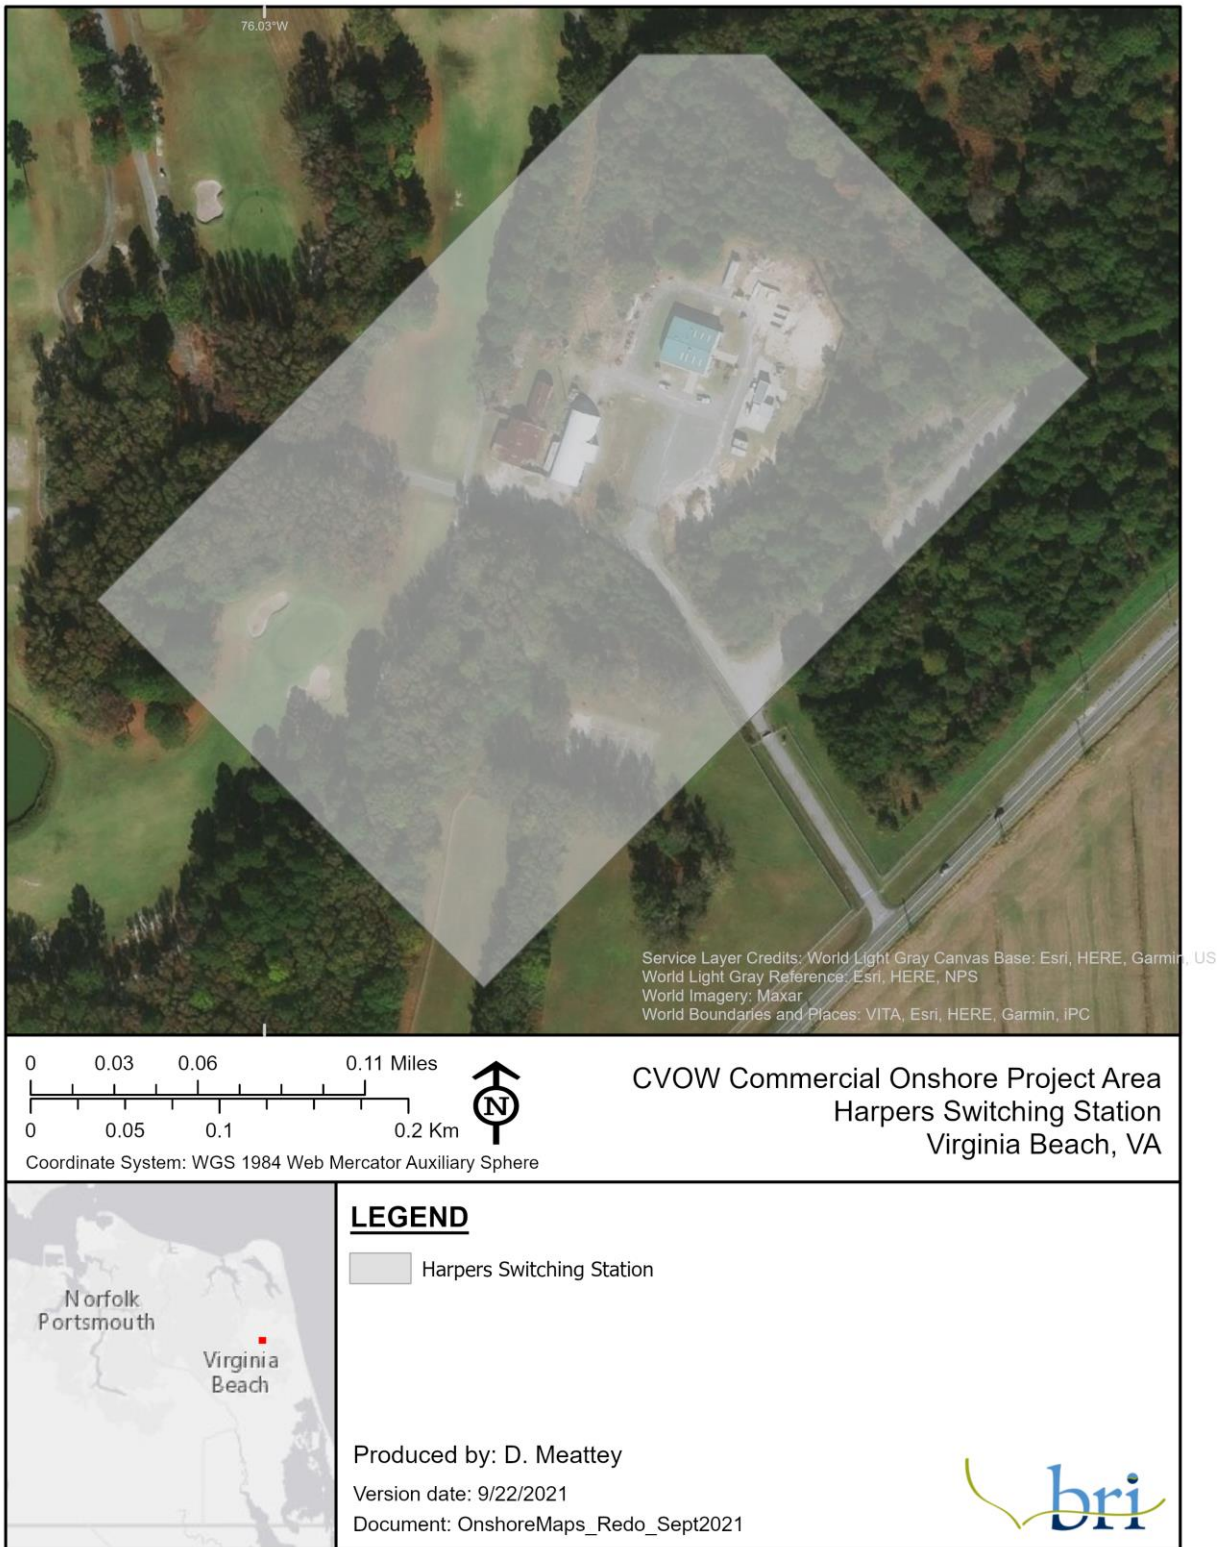 76.03°W
Service Layer Credits: World Light Gray Canvas Base: Esri, HERE, Garmin, US
World Light Gray Reference: Esri, HERE, NPS
World Imagery: Maxar
World Boundaries and Places: VITA, Esri, HERE, Garmin, iPC
0 0.03 0.06 0.11 Miles
0 0.05 0.1 0.2 Km
N
Coordinate System: WGS 1984 Web Mercator Auxiliary Sphere
CVOW Commercial Onshore Project Area
Harpers Switching Station
Virginia Beach, VA
Norfolk
Portsmouth
Virginia
Beach
LEGEND
Harpers Switching Station
Produced by: D. Meattey
Version date: 9/22/2021
Document: OnshoreMaps_Redo_Sept2021
bri